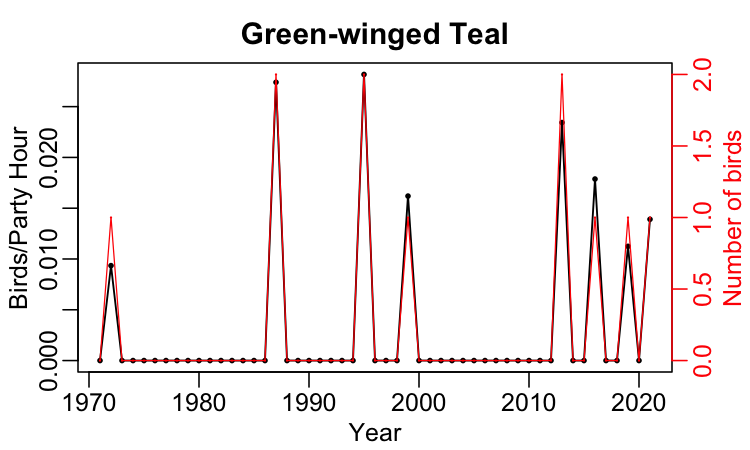 Green-winged Teal
Birds/Party Hour
0.000 0.010 0.020
0.0 0.5 1.0 1.5 2.0
Number of birds
1970 1980 1990 2000 2010 2020
Year